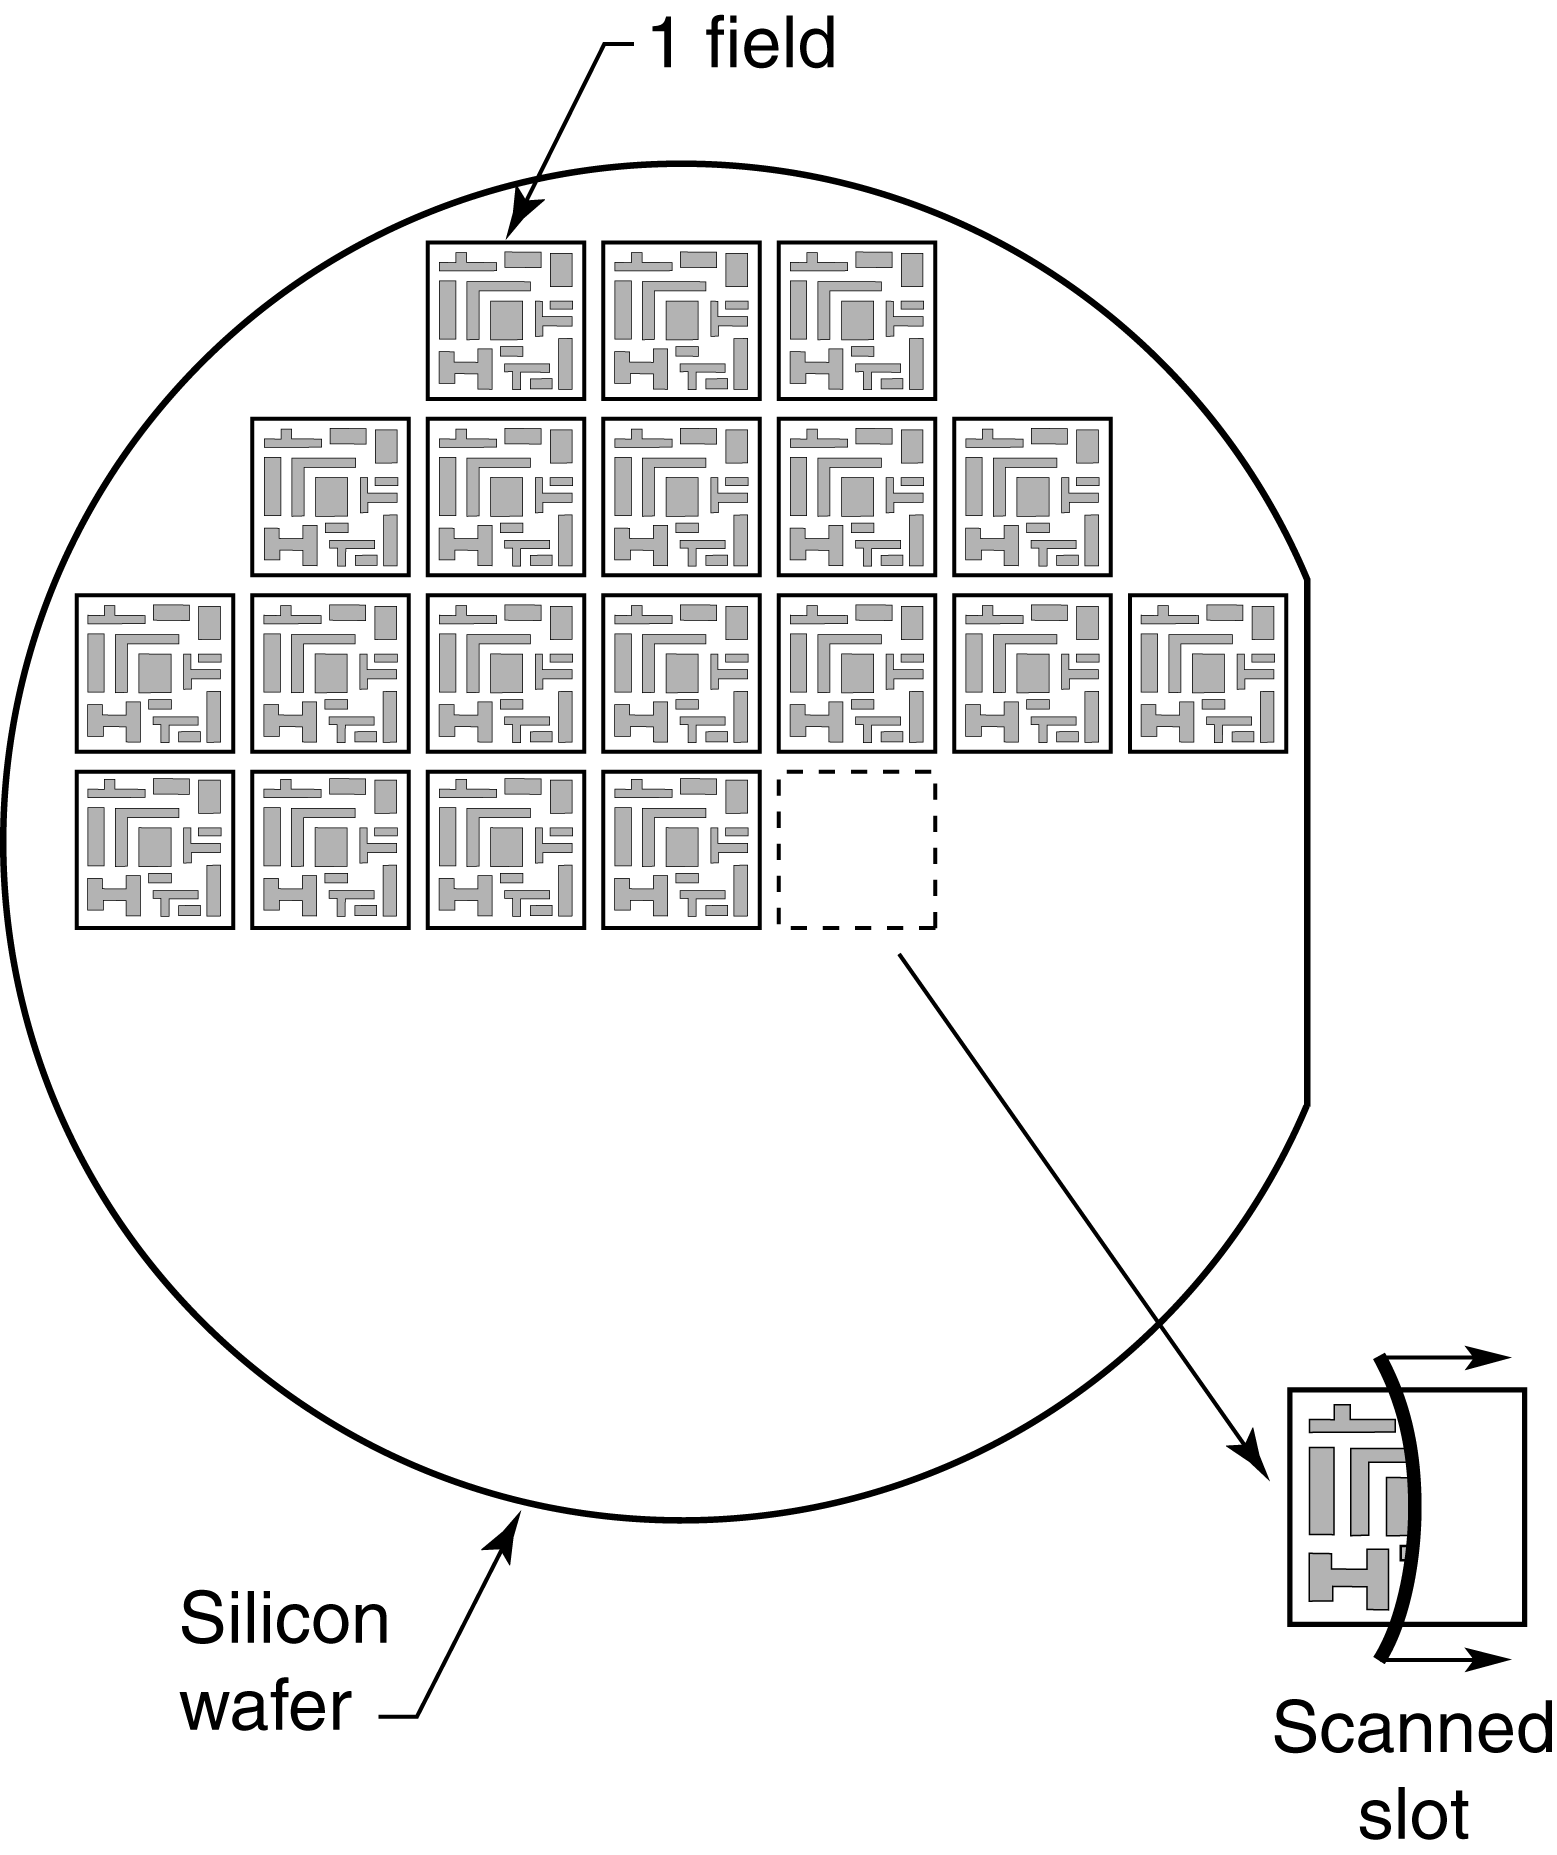 1 field
Silicon
wafer
Scanned
slot